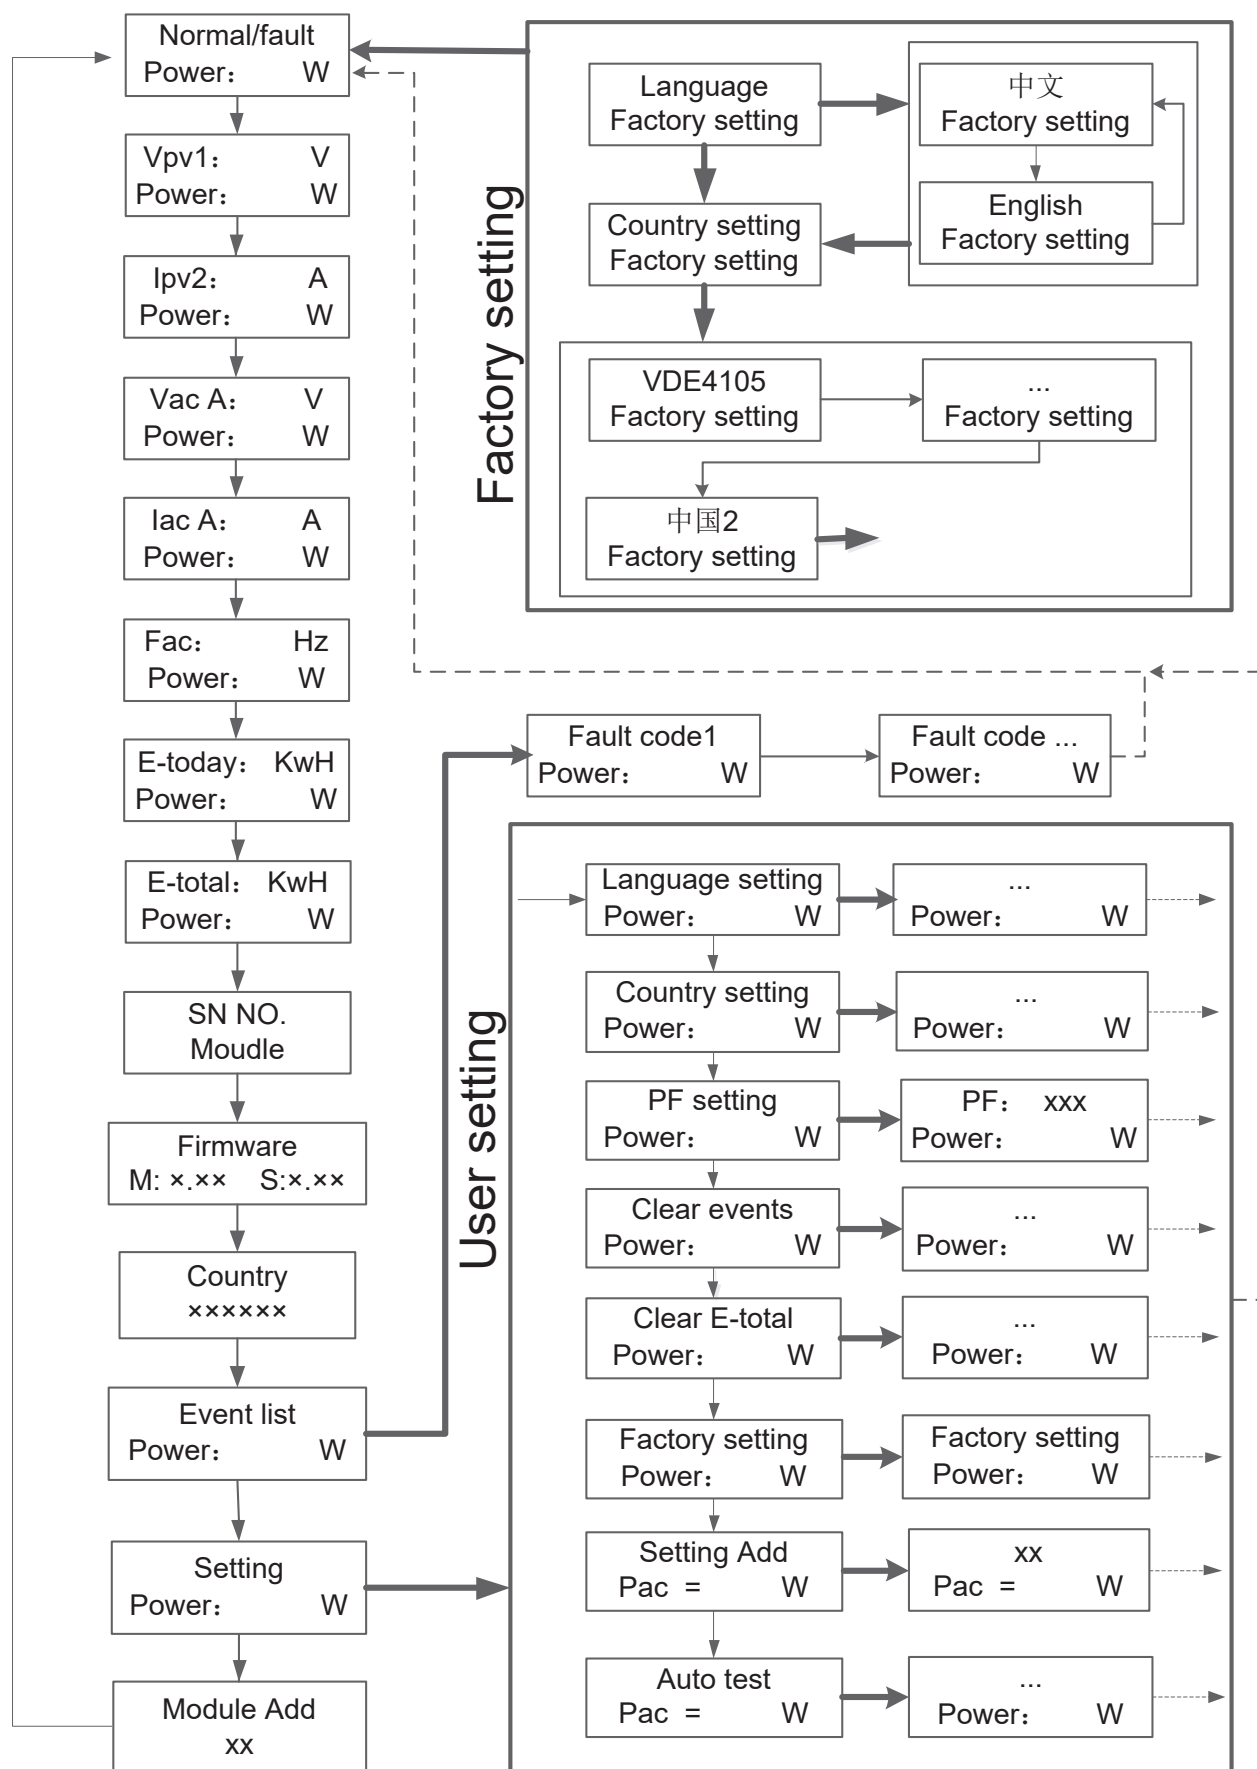 Normal/fault
Power： W
Vpv1： V
Power： W
Ipv2： A
Power： W
Vac A： V
Power： W
Iac A： A
Power： W
Fac： Hz
Power： W
E-today： KwH
Power： W
E-total： KwH
Power： W
SN NO.
Moudle
Firmware
M: ×.×× S:×.××
Country
××××××
Event list
Power： W
Setting
Power： W
Module Add
xx
Factory setting
Language
Factory setting
中文
Factory setting
English
Factory setting
Country setting
Factory setting
VDE4105
Factory setting
...
Factory setting
中国2
Factory setting
Fault code1
Power： W
Fault code ...
Power： W
User setting
Language setting
Power： W
...
Power： W
Country setting
Power： W
...
Power： W
PF setting
Power： W
PF： xxx
Power： W
Clear events
Power： W
...
Power： W
Clear E-total
Power： W
...
Power： W
Factory setting
Power： W
Factory setting
Power： W
Setting Add
Pac = W
xx
Pac = W
Auto test
Pac = W
...
Power： W